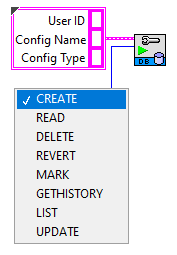 User ID
Config Name
Config Type
DB
CREATE
READ
DELETE
REVERT
MARK
GETHISTORY
LIST
UPDATE